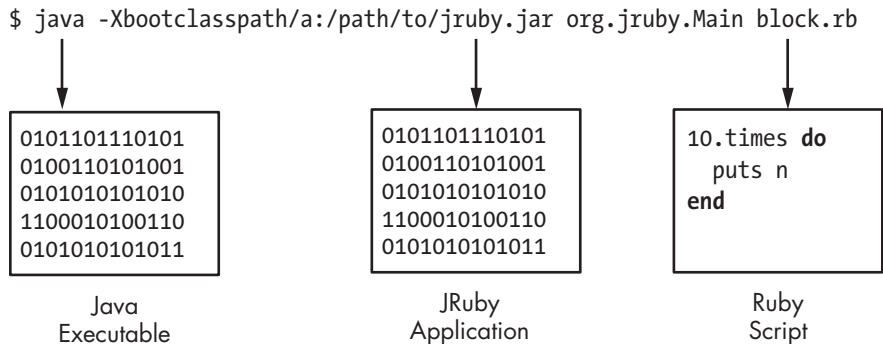 $ java -Xbootclasspath/a:/path/to/jruby.jar org.jruby.Main block.rb
0101101110101
0100110101001
0101010101010
1100010100110
0101010101011
Java
Executable
0101101110101
0100110101001
0101010101010
1100010100110
0101010101011
JRuby
Application
10.times do
  puts n
end
Ruby
Script